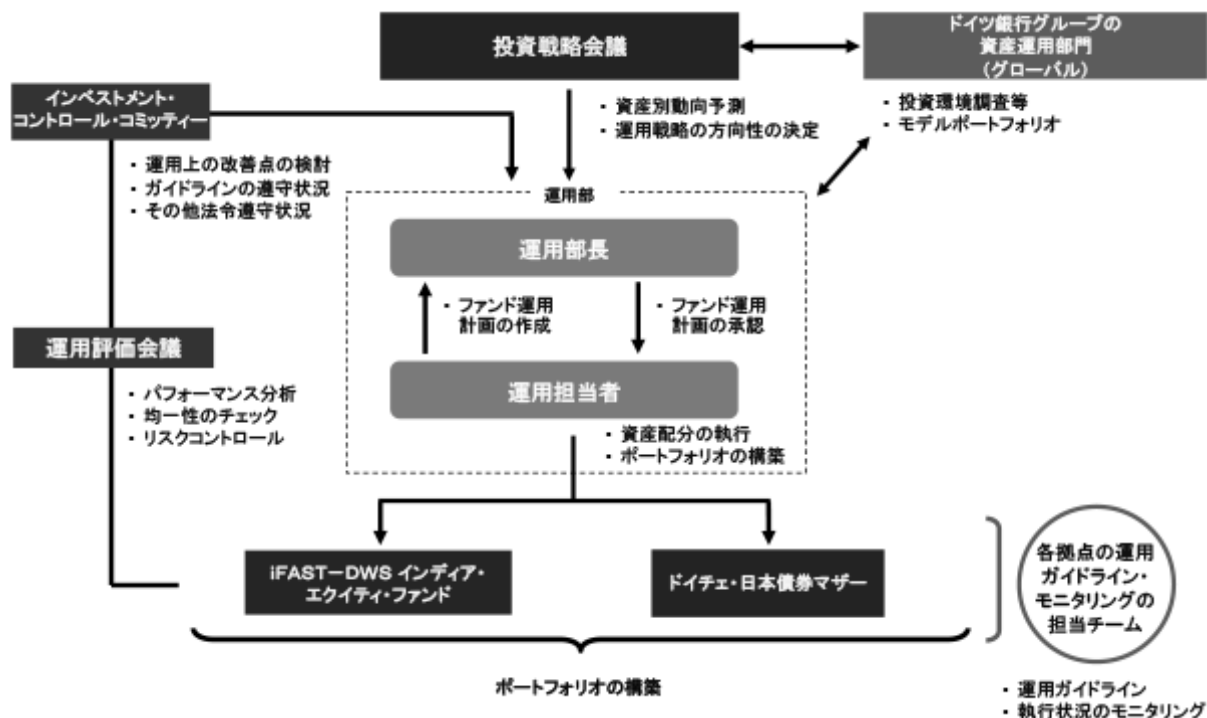 投資戦略会議
ドイツ銀行グループの
資産運用部門
(グローバル)
・ 投資環境調査等
・ モデルポートフォリオ
・ 資産別動向予測
・ 運用戦略の方向性の決定
インベストメント・
コントロール・コミッティー
・ 運用上の改善点の検討
・ ガイドラインの遵守状況
・ その他法令遵守状況
運用部
運用部長
・ ファンド運用
計画の作成
・ ファンド運用
計画の承認
運用担当者
・ 資産配分の執行
・ ポートフォリオの構築
運用評価会議
・ パフォーマンス分析
・ 均一性のチェック
・ リスクコントロール
iFAST-DWS インディア・
エクイティ・ファンド
ドイチェ・日本債券マザー
各拠点の運用
ガイドライン・
モニタリングの
担当チーム
ポートフォリオの構築
・ 運用ガイドライン
・ 執行状況のモニタリング